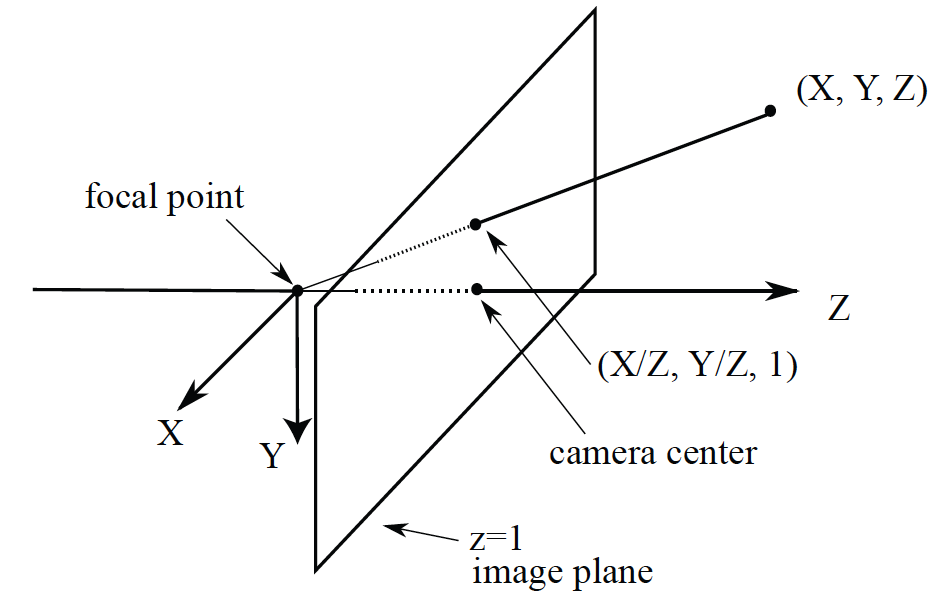 (X, Y, Z)
focal point
Z
(X/Z, Y/Z, 1)
X
Y
camera center
z=1
image plane